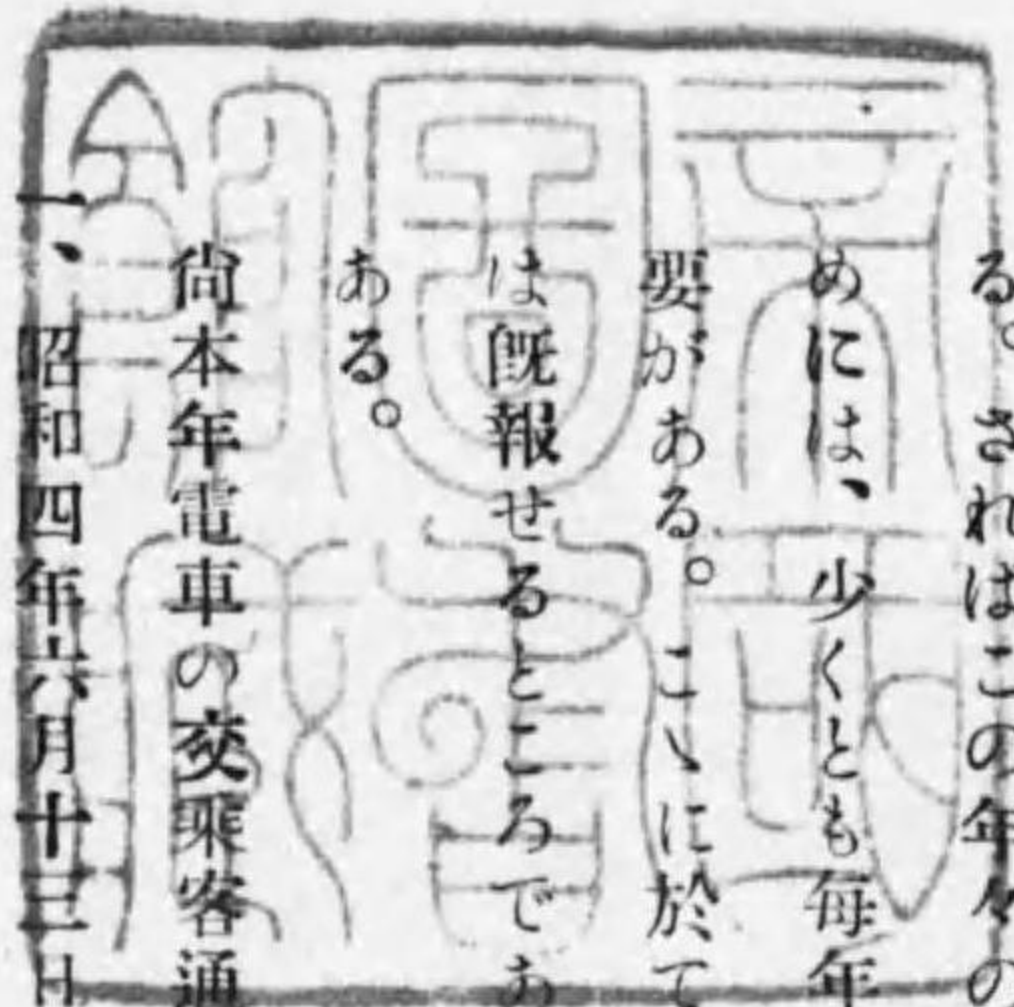 る。さればこの年々の
めには、少くとも毎年
要がある。こゝに於て
は既報せるところであ
ある。
尙本年電車の交乘客通
一、昭和四年六月十三日